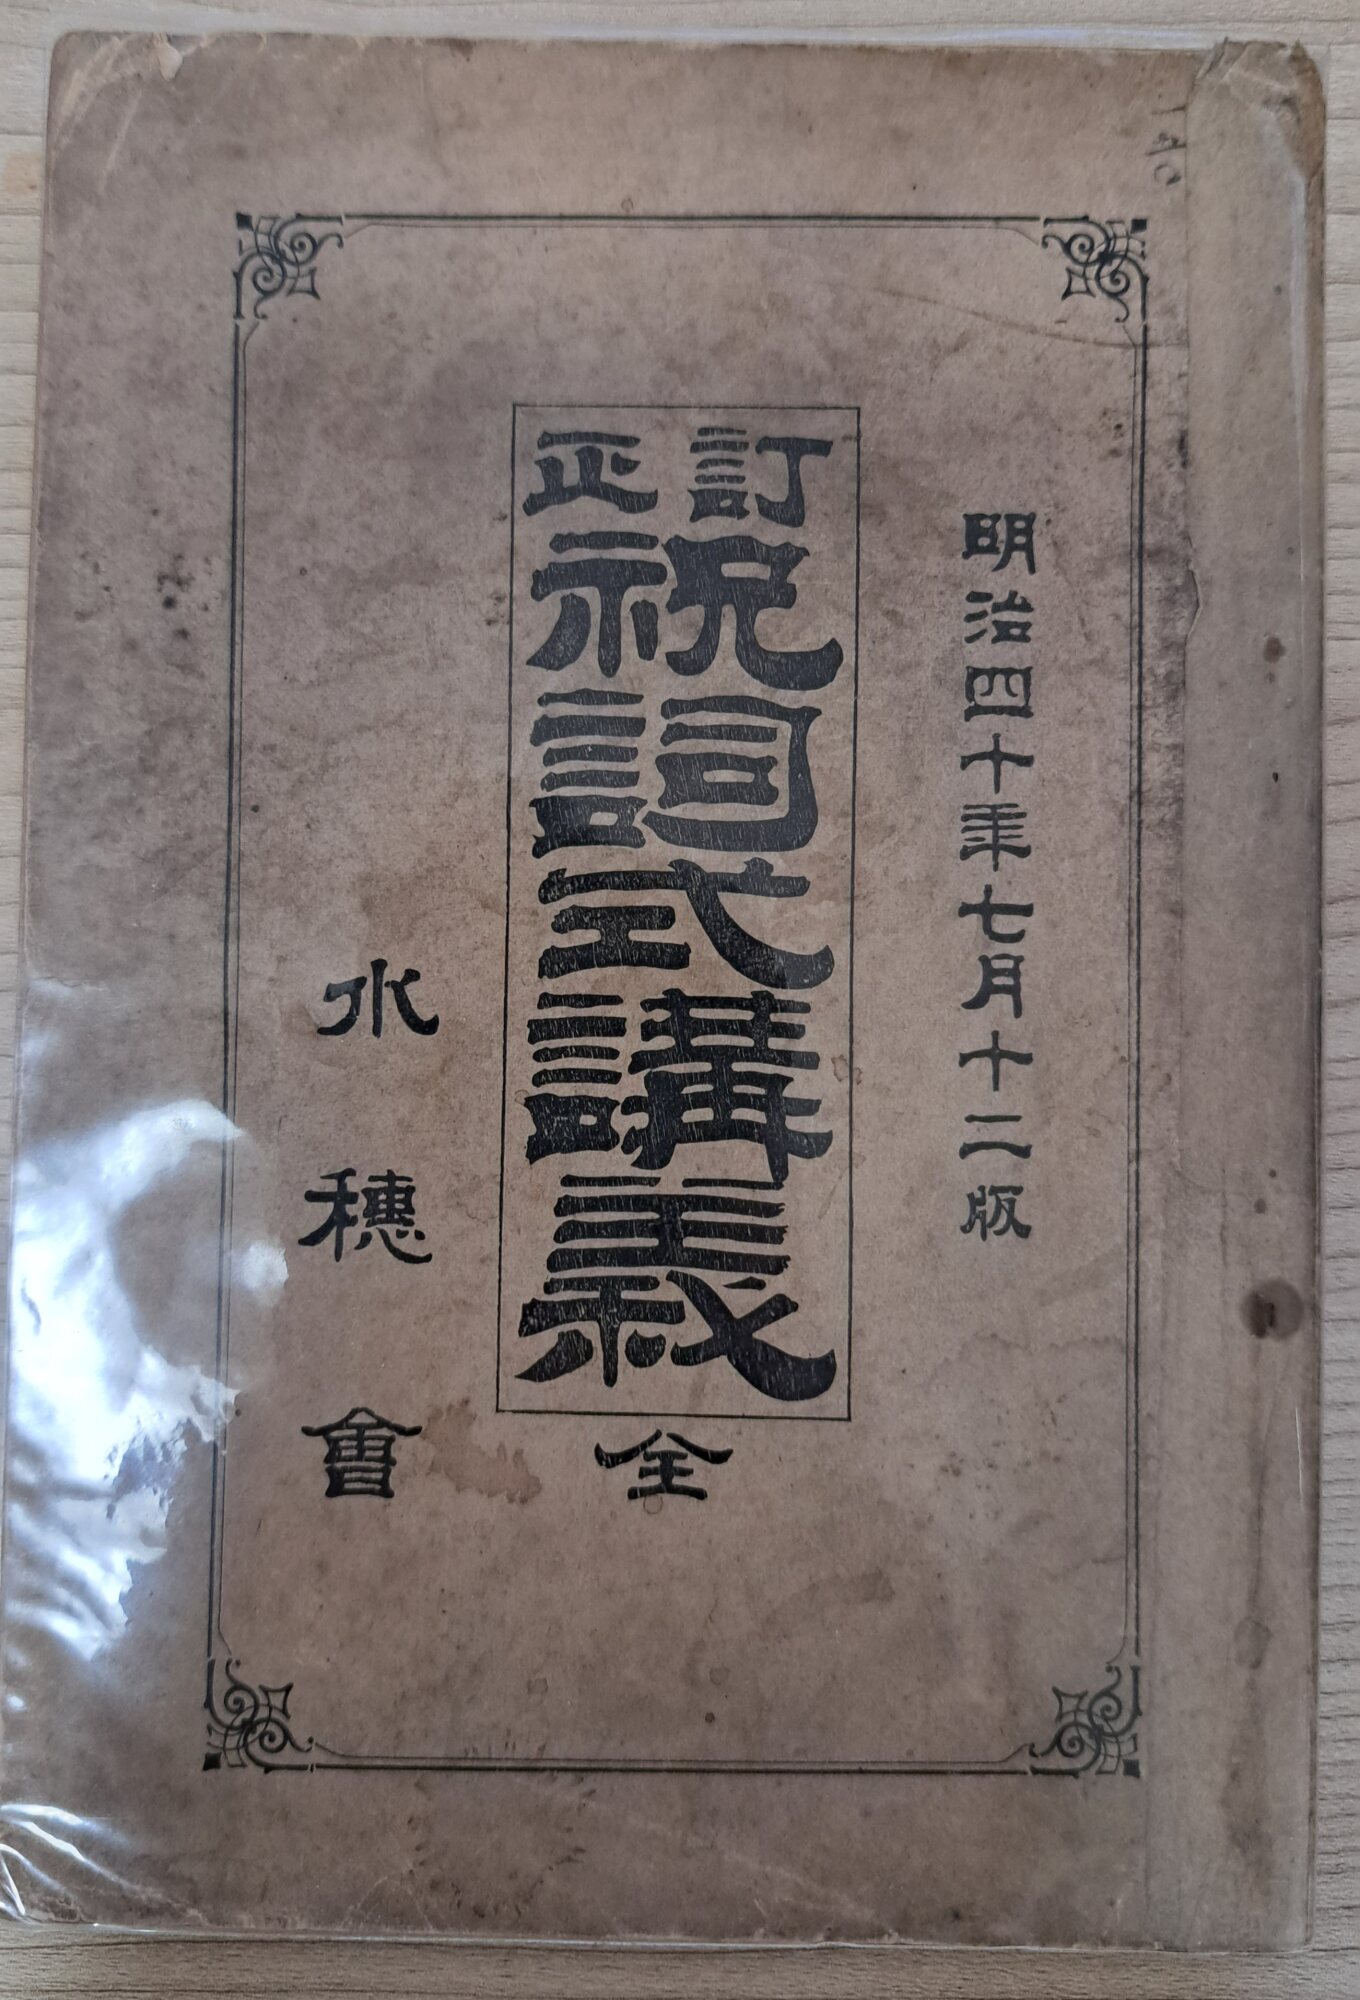 明治四十年七月十二版
訂正
祝詞式講義
全
水穂會